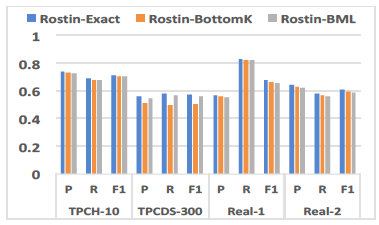 Rostin-Exact Rostin-BottomK Rostin-BML
1
0.8
0.6
0.4
0.2
0
P R F1 P R F1 P R F1 P R F1
TPCH-10 TPCDS-300 Real-1 Real-2